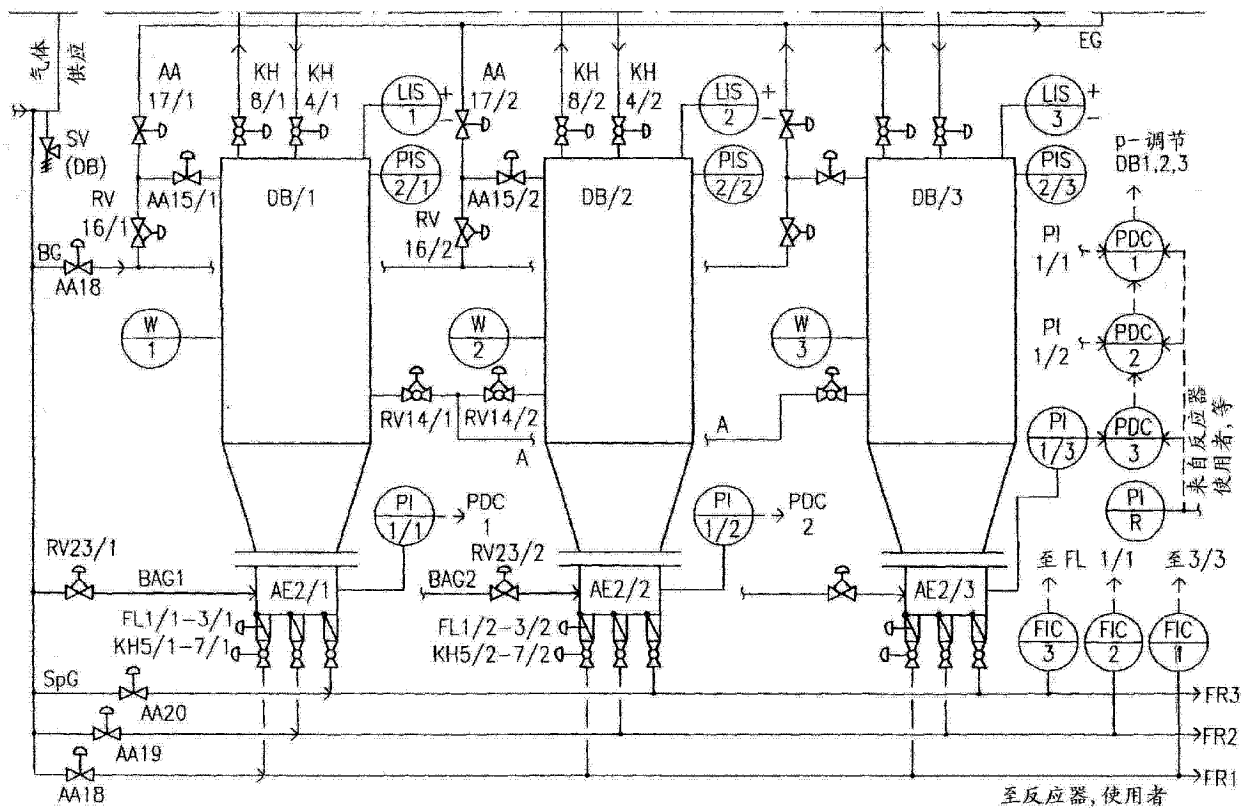 气体
供应
AA
17/1
KH
8/1
KH
4/1
LIS
1
+
-
AA
17/2
KH
8/2
KH
4/2
LIS
2
+
-
EG
LIS
3
+
-
SV
(DB)
AA15/1
DB/1
PIS
2/1
AA15/2
DB/2
PIS
2/2
DB/3
PIS
2/3
p-调节
DB1,2,3
RV
16/1
RV
16/2
BG
AA18
PI
1/1
PDC
1
W
1
W
2
W
3
PI
1/2
PDC
2
RV14/1
RV14/2
A
A
PI
1/3
PDC
3
来自反应器
使用者,等
PI
R
PI
1/1
PDC
1
PI
1/2
PDC
2
RV23/1
BAG1
AE2/1
BAG2
RV23/2
AE2/2
AE2/3
至FL 1/1
至3/3
FL1/1-3/1
KH5/1-7/1
FL1/2-3/2
KH5/2-7/2
FIC
3
FIC
2
FIC
1
SpG
AA20
FR3
AA19
FR2
AA18
FR1
至反应器,使用者